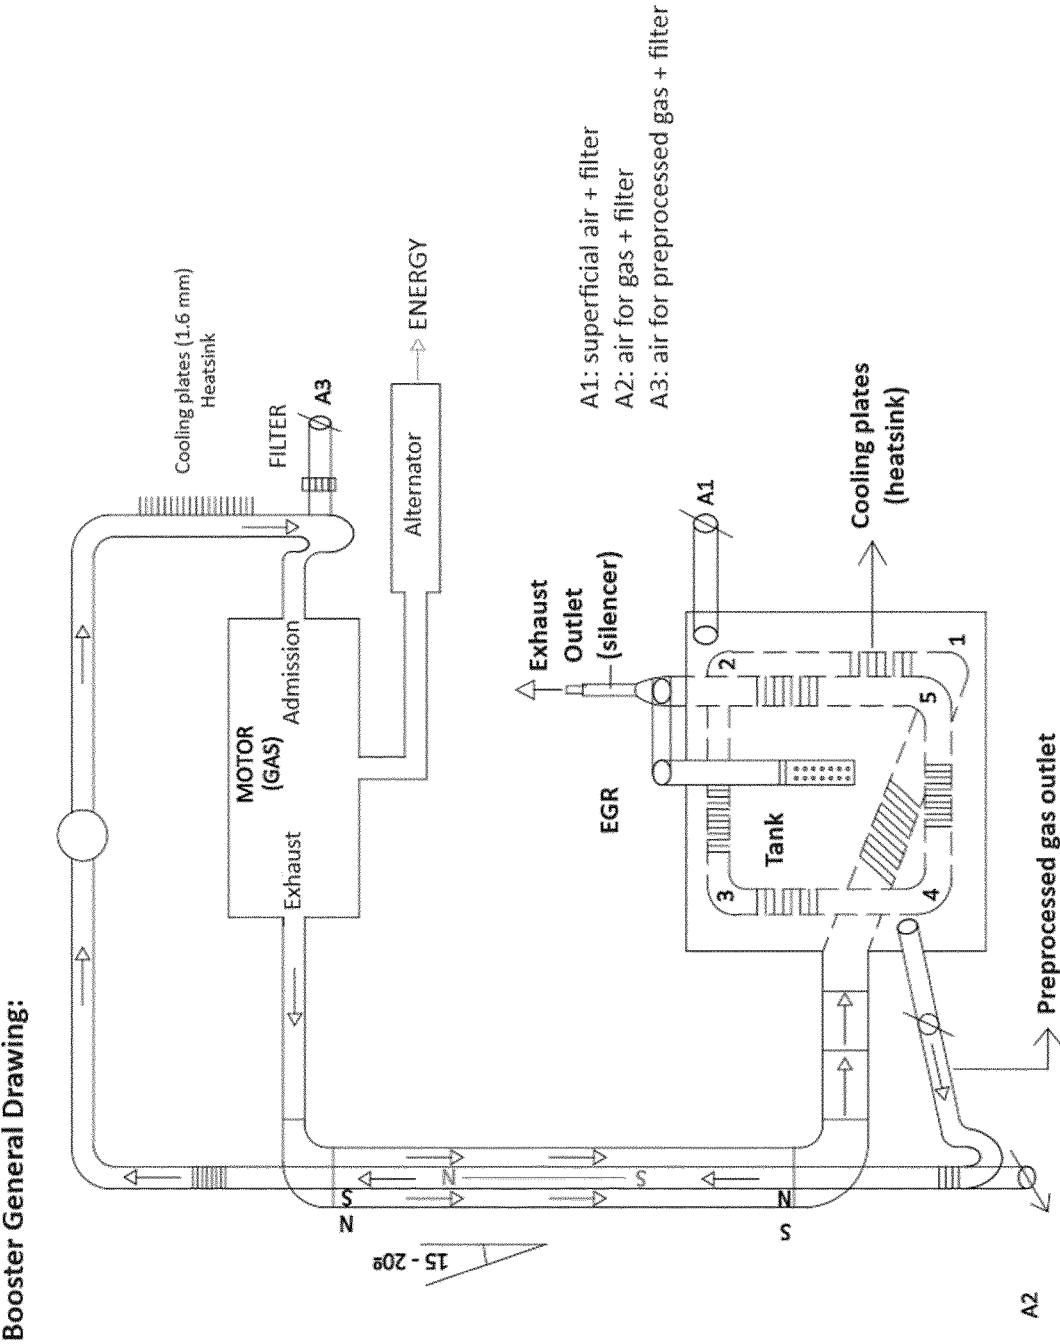 Booster General Drawing:
Cooling plates (1.6 mm)
Heatsink
FILTER
A3
MOTOR
(GAS)
Exhaust
Admission
Alternator
ENERGY
S
N
N
S
N
S
15 - 20º
A1: superficial air + filter
A2: air for gas + filter
A3: air for preprocessed gas + filter
Exhaust
Outlet
(silencer)
EGR
A1
Tank
1
2
3
4
5
Cooling plates
(heatsink)
Preprocessed gas outlet
A2